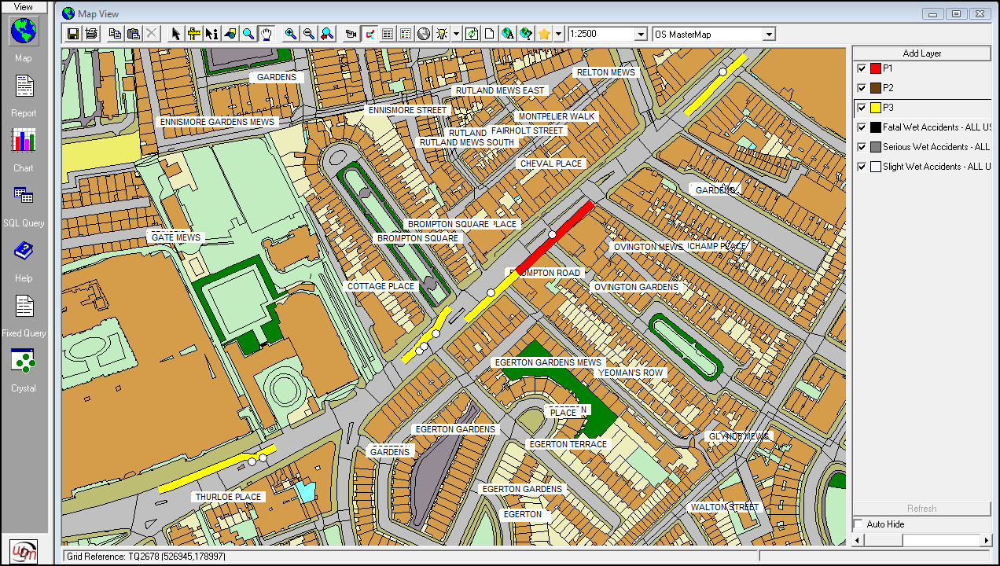 View
Map View
Map
Report
Chart
SQL Query
Help
Fixed Query
Crystal
1:2500
OS MasterMap
RELTON MEWS
GARDENS
RUTLAND MEWS EAST
ENNISMORE STREET
MONTPELIER WALK
ENNISMORE GARDENS MEWS
RUTLAND
FAIRHOLT STREET
RUTLAND MEWS SOUTH
CHEVAL PLACE
GARDENS
BROMPTON SQUARE
PLACE
GATE MEWS
BROMPTON SQUARE
OVINGTON MEWS
CHAMP PLACE
BROMPTON ROAD
COTTAGE PLACE
OVINGTON GARDENS
EGERTON GARDENS MEWS
YEOMAN'S ROW
PLACE
EGERTON GARDENS
GLYNDE MEWS
EGERTON TERRACE
GARDENS
EGERTON GARDENS
THURLOE PLACE
WALTON STREET
EGERTON
Add Layer
P1
P2
P3
Fatal Wet Accidents - ALL US
Serious Wet Accidents - ALL
Slight Wet Accidents - ALL U
Refresh
Auto Hide
Grid Reference: TQ2678 (526945,178997)
wdm